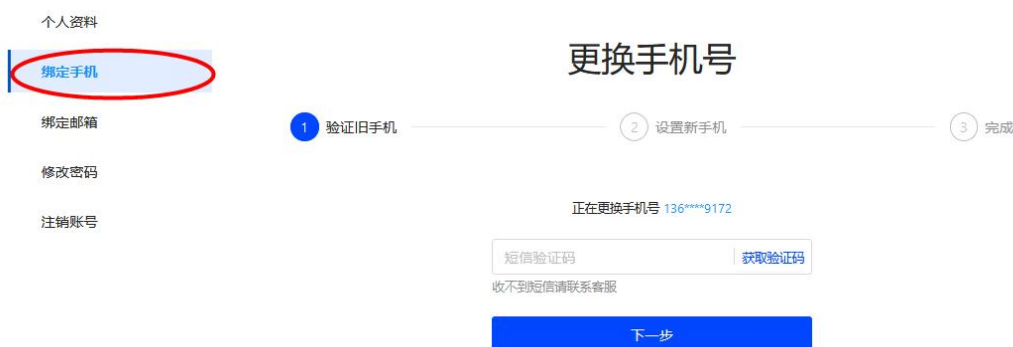 个人资料
绑定手机
绑定邮箱
修改密码
注销账号
更换手机号
1 验证旧手机
2 设置新手机
3 完成
正在更换手机号 136****9172
短信验证码 获取验证码
收不到短信请联系客服
下一步